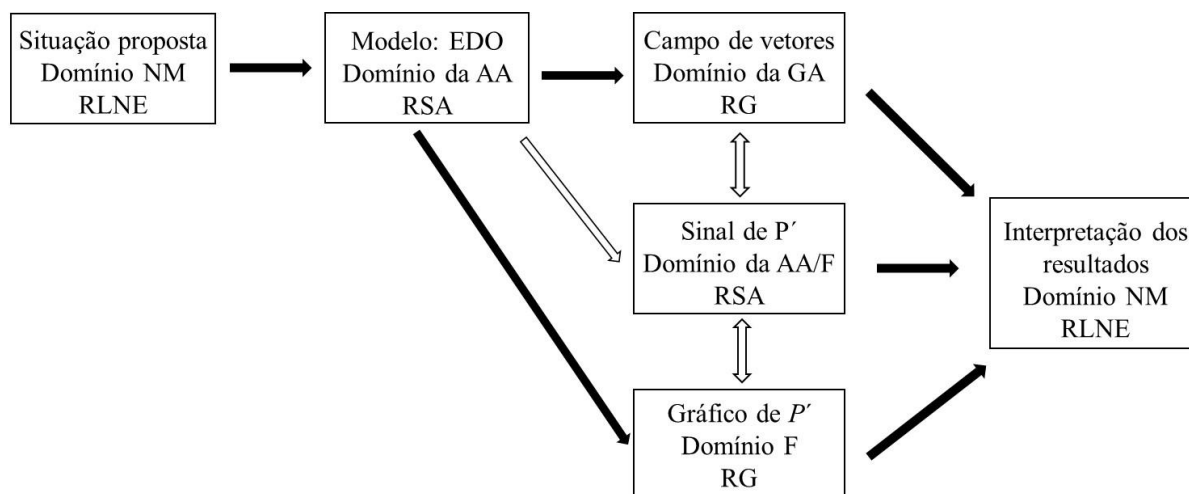 Situação proposta
Domínio NM
RLNE
Modelo: EDO
Domínio da AA
RSA
Campo de vetores
Domínio da GA
RG
Sinal de P´
Domínio da AA/F
RSA
Gráfico de P´
Domínio F
RG
Interpretação dos
resultados
Domínio NM
RLNE